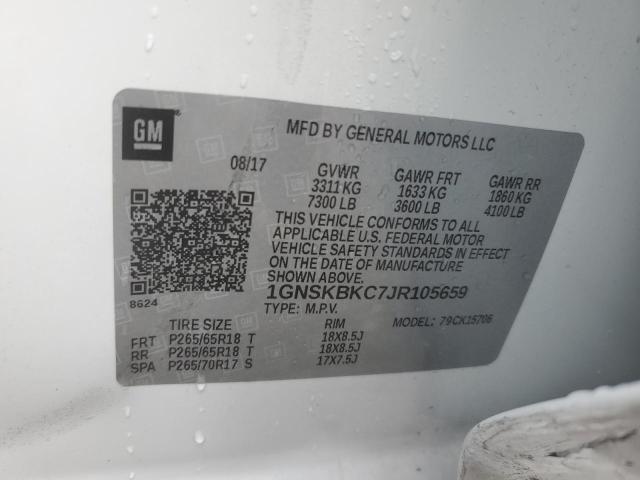 GM
MFD BY GENERAL MOTORS LLC
08/17 GVWR GAWR FRT GAWR RR
3311 KG 1633 KG 1860 KG
7300 LB 3600 LB 4100 LB
THIS VEHICLE CONFORMS TO ALL
APPLICABLE U.S. FEDERAL MOTOR
VEHICLE SAFETY STANDARDS IN EFFECT
ON THE DATE OF MANUFACTURE
SHOWN ABOVE.
8624
1GNSKBKC7JR105659
TYPE: M.P.V. MODEL: 79CK15706
TIRE SIZE RIM
FRT P265/65R18 T 18X8.5J
RR P265/65R18 T 18X8.5J
SPA P265/70R17 S 17X7.5J